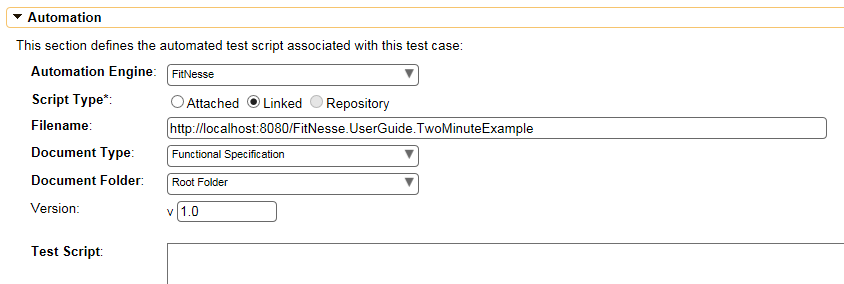 Automation
This section defines the automated test script associated with this test case:
Automation Engine: FitNesse
Script Type*: Attached Linked Repository
Filename: http://localhost:8080/FitNesse.UserGuide.TwoMinuteExample
Document Type: Functional Specification
Document Folder: Root Folder
Version: v 1.0
Test Script: